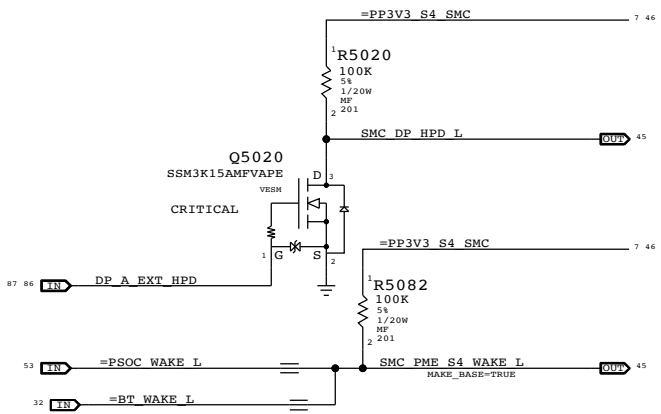 =PP3V3_S4_SMC
7 46
1
R5020
100K
5%
1/20W
MF
201
2
SMC_DP_HPD_L
OUT
45
Q5020
SSM3K15AMFVAPE
VESM
CRITICAL
D
3
1
G
S
2
=PP3V3_S4_SMC
7 46
87 86
IN
DP_A_EXT_HPD
1
R5082
100K
5%
1/20W
MF
201
2
53
IN
=PSOC_WAKE_L
SMC_PME_S4_WAKE_L
OUT
45
MAKE_BASE=TRUE
32
IN
=BT_WAKE_L